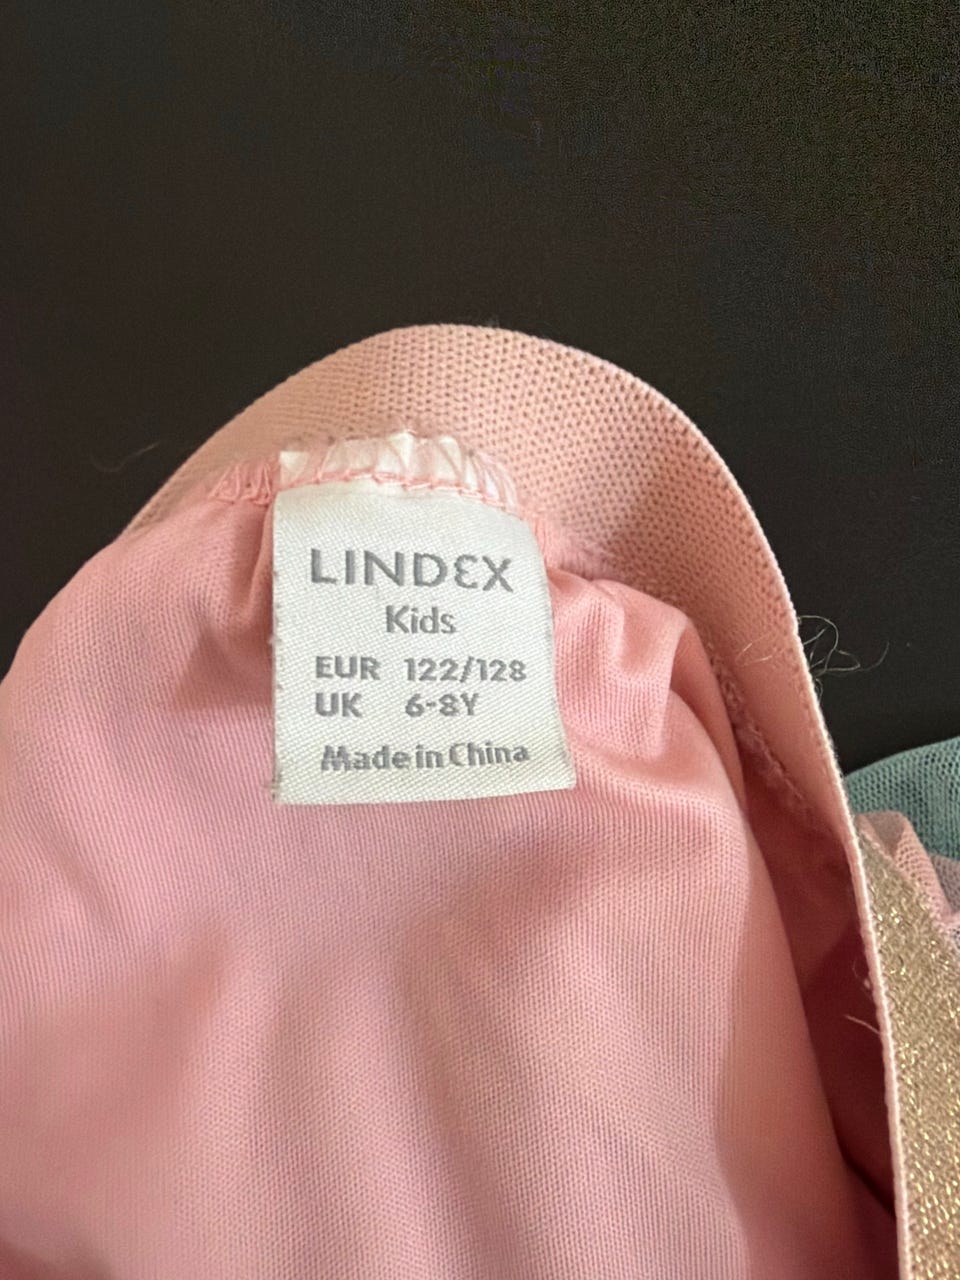 LINDEX
Kids
EUR 122/128
UK 6-8Y
Made in China